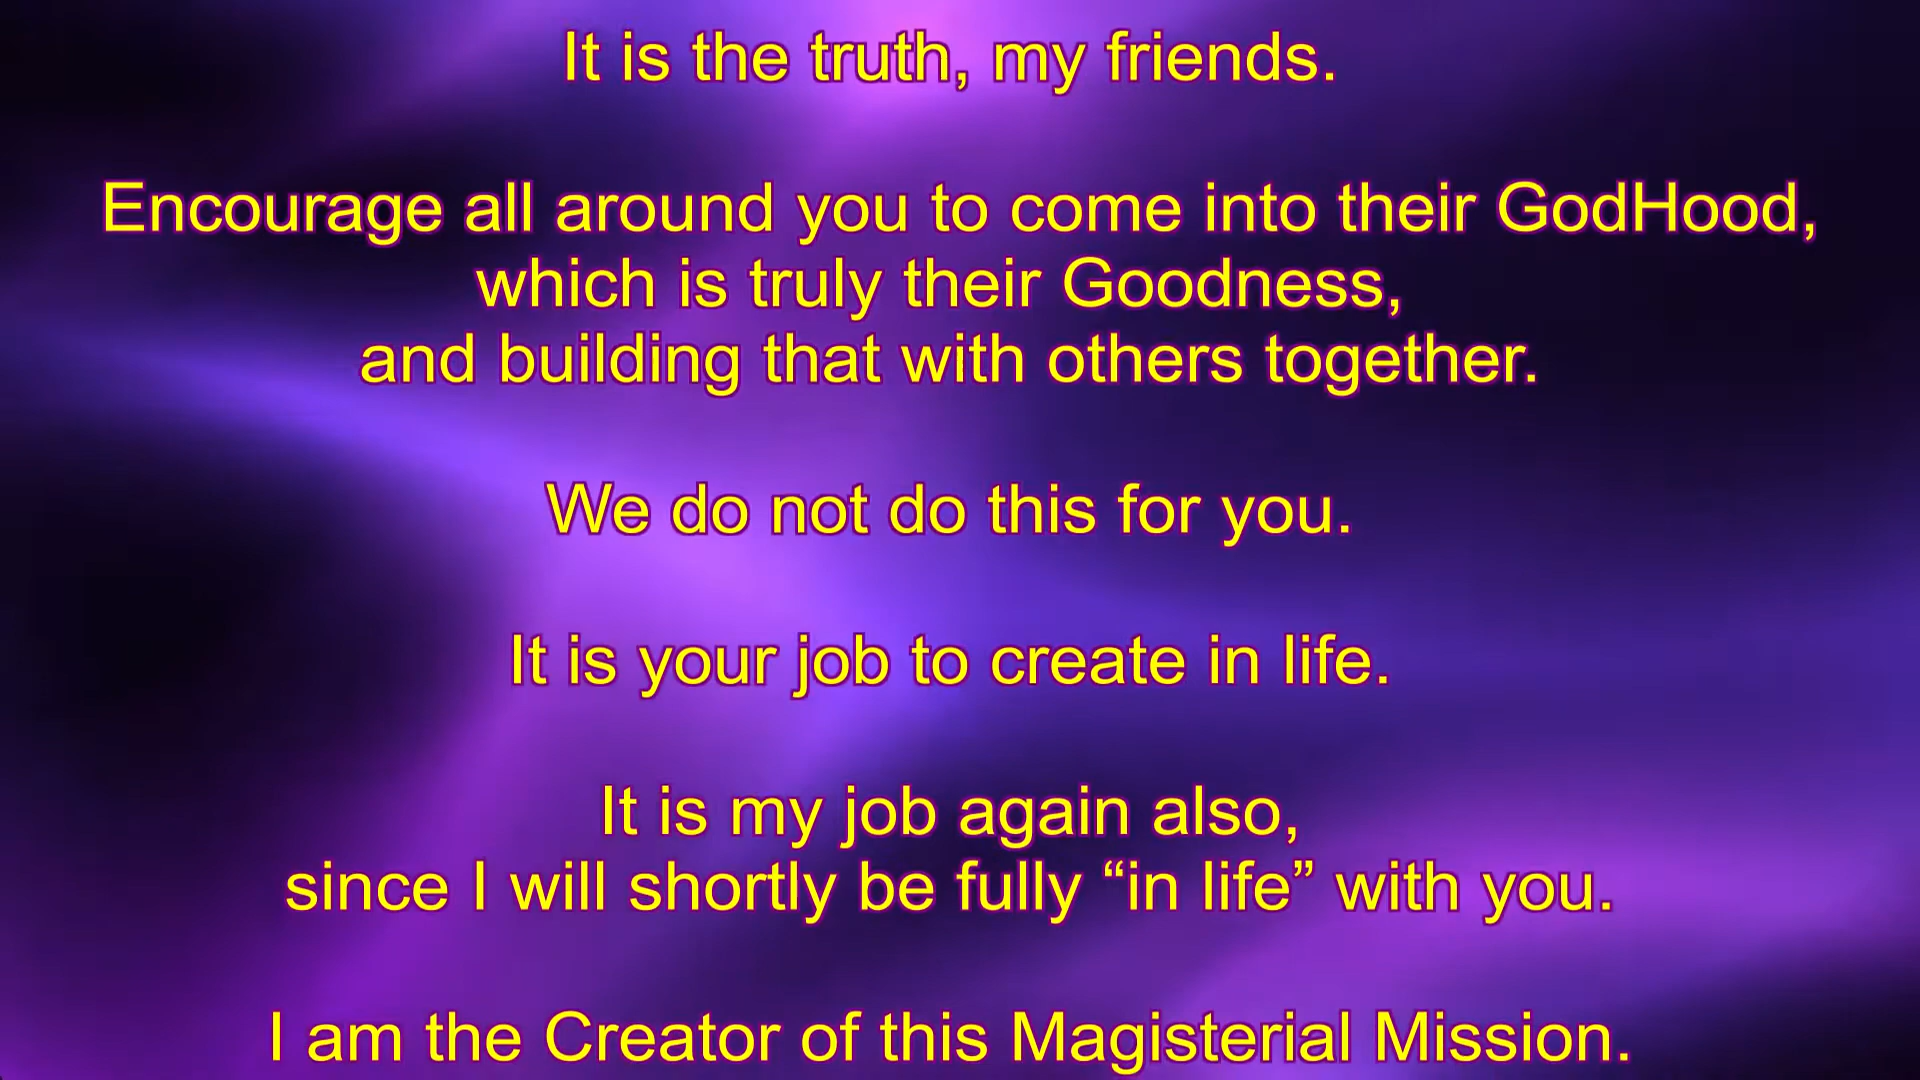 It is the truth, my friends.
Encourage all around you to come into their GodHood,
which is truly their Goodness,
and building that with others together.
We do not do this for you.
It is your job to create in life.
It is my job again also,
since I will shortly be fully “in life” with you.
I am the Creator of this Magisterial Mission.